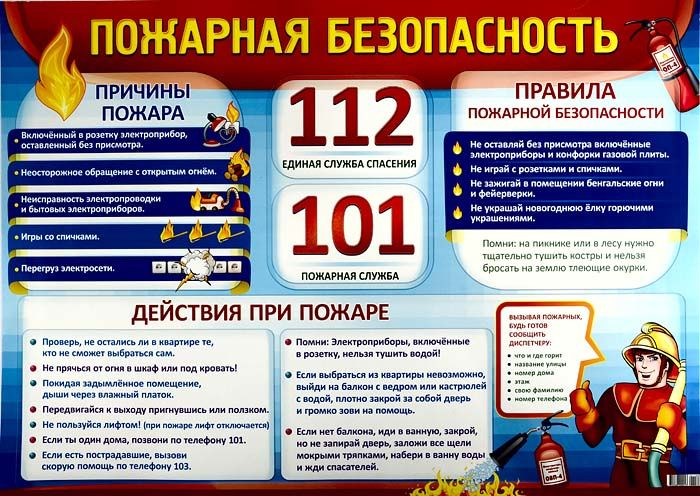 ПОЖАРНАЯ БЕЗОПАСНОСТЬ
ОП-4
ПРИЧИНЫ
ПОЖАРА
Включённый в розетку электроприбор,
оставленный без присмотра.
Неосторожное обращение с открытым огнём.
Неисправность электропроводки
и бытовых электроприборов.
Игры со спичками.
Перегруз электросети.
112
ЕДИНАЯ СЛУЖБА СПАСЕНИЯ
101
ПОЖАРНАЯ СЛУЖБА
ПРАВИЛА
ПОЖАРНОЙ БЕЗОПАСНОСТИ
Не оставляй без присмотра включённые
электроприборы и конфорки газовой плиты.
Не играй с розетками и спичками.
Не зажигай в помещении бенгальские огни
и фейерверки.
Не украшай новогоднюю ёлку горючими
украшениями.
Помни: на пикнике или в лесу нужно
тщательно тушить костры и нельзя
бросать на землю тлеющие окурки.
ДЕЙСТВИЯ ПРИ ПОЖАРЕ
Проверь, не остались ли в квартире те,
кто не сможет выбраться сам.
Не прячься от огня в шкаф или под кровать!
Покидая задымлённое помещение,
дыши через влажный платок.
Передвигайся к выходу пригнувшись или ползком.
Не пользуйся лифтом! (при пожаре лифт отключается)
Если ты один дома, позвони по телефону 101.
Если есть пострадавшие, вызови
скорую помощь по телефону 103.
Помни: Электроприборы, включённые
в розетку, нельзя тушить водой!
Если выбраться из квартиры невозможно,
выйди на балкон с ведром или кастрюлей
с водой, плотно закрой за собой дверь
и громко зови на помощь.
Если нет балкона, иди в ванную, закрой,
но не запирай дверь, заложи все щели
мокрыми тряпками, набери в ванну воды
и жди спасателей.
ВЫЗЫВАЯ ПОЖАРНЫХ,
БУДЬ ГОТОВ
СООБЩИТЬ
ДИСПЕТЧЕРУ:
что и где горит
название улицы
номер дома
этаж
свою фамилию
номер телефона
ОВП-4